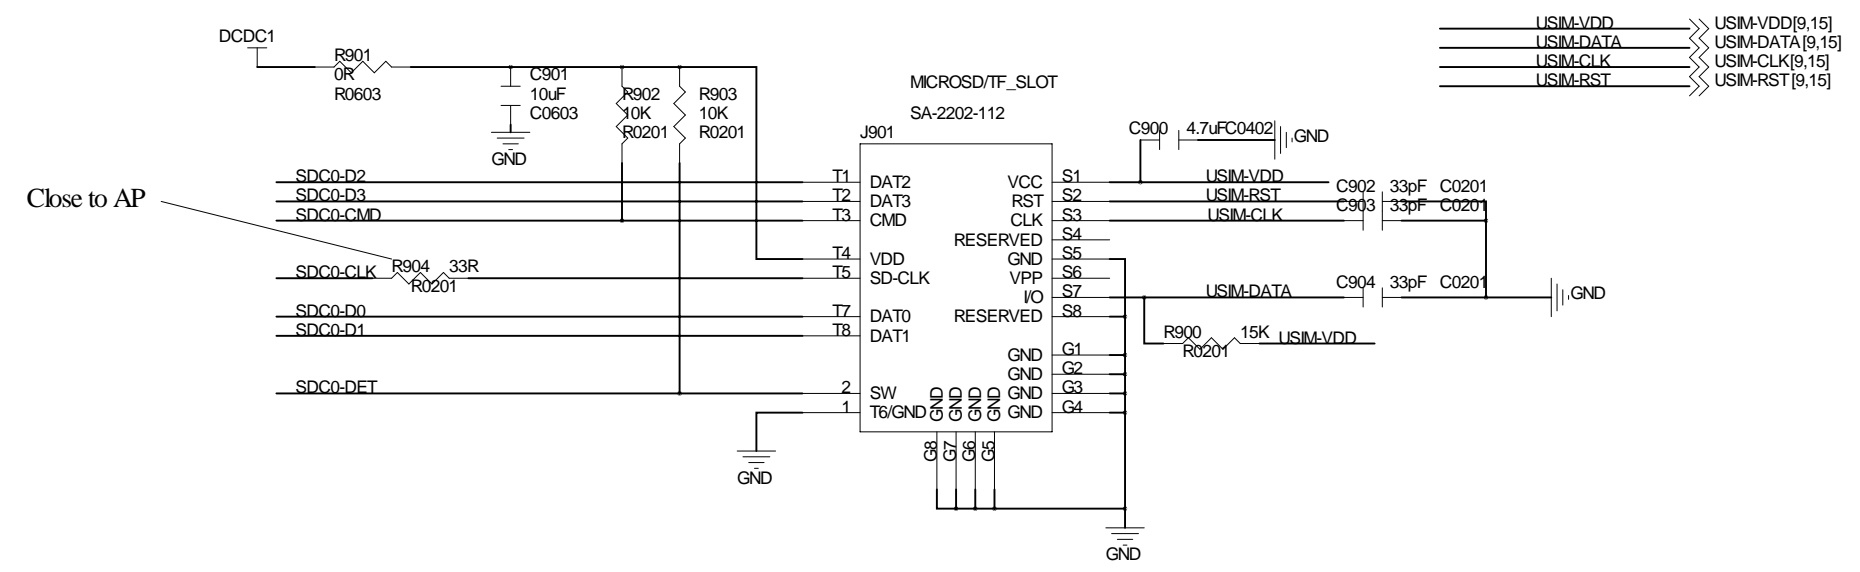 DCDC1
R901
0R
R0603
C901
10uF
C0603
GND
R902
10K
R0201
R903
10K
R0201
MICROSD/TF_SLOT
SA-2202-112
J901
USIM-VDD USIM-VDD[9,15]
USIM-DATA USIM-DATA[9,15]
USIM-CLK USIM-CLK[9,15]
USIM-RST USIM-RST[9,15]
C900 4.7uF C0402 GND
Close to AP
SDC0-D2 T1 DAT2
SDC0-D3 T2 DAT3
SDC0-CMD T3 CMD
T4 VDD
SDC0-CLK R904 33R R0201 T5 SD-CLK
SDC0-D0 T7 DAT0
SDC0-D1 T8 DAT1
SDC0-DET 2 SW
1 T6/GND
GND
VCC S1 USIM-VDD
RST S2 USIM-RST C902 33pF C0201
CLK S3 USIM-CLK C903 33pF C0201
RESERVED S4
GND S5
VPP S6
I/O S7 USIM-DATA C904 33pF C0201 GND
RESERVED S8
R900 15K USIM-VDD
R0201
GND G1
GND G2
GND G3
GND G4
GND GND GND GND
G8 G7 G6 G5
GND